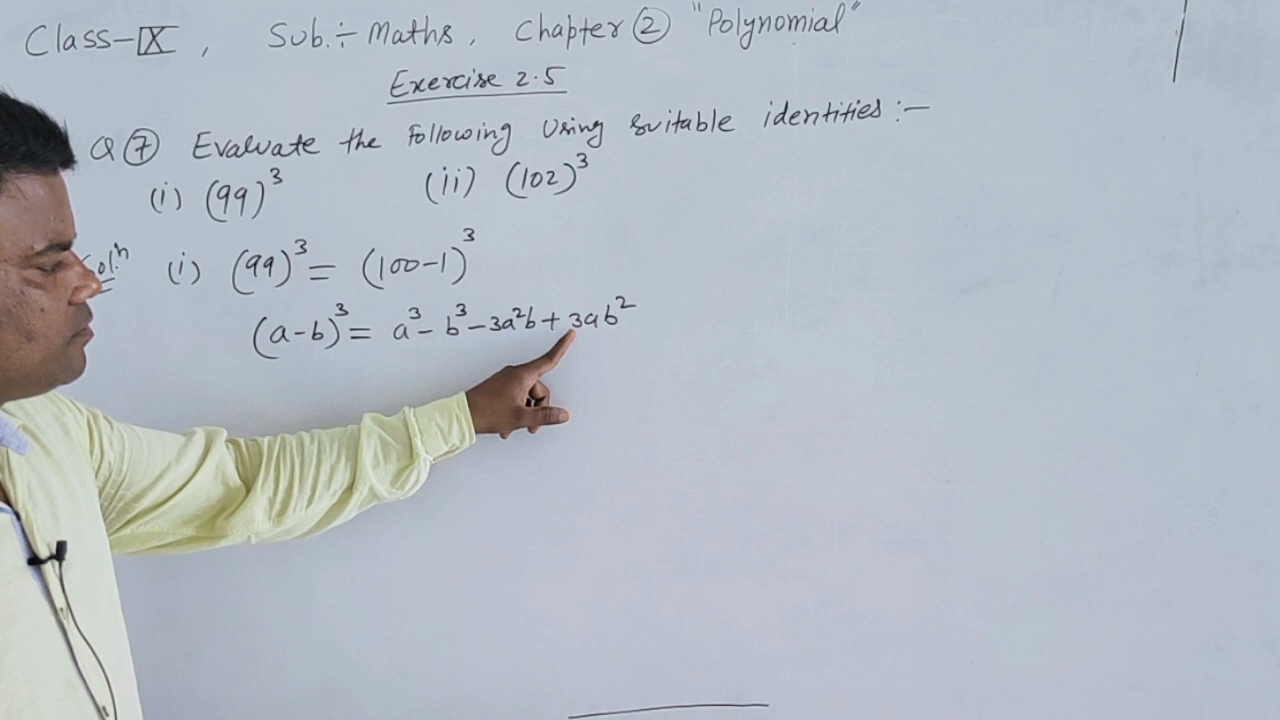 Class-IX, Sub.÷ Maths, Chapter ② "Polynomial"
Exercise 2.5
Q ⑦ Evaluate the following using suitable identities :—
(i) (99)³ (ii) (102)³
Solⁿ (i) (99)³ = (100-1)³
(a-b)³ = a³ - b³ - 3a²b + 3ab²